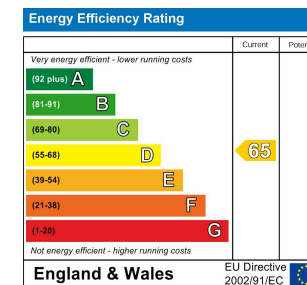 Energy Efficiency Rating
Current Poten
Very energy efficient - lower running costs
(92 plus) A
(81-91) B
(69-80) C
(55-68) D
65
(39-54) E
(21-38) F
(1-20) G
Not energy efficient - higher running costs
England & Wales
EU Directive
2002/91/EC